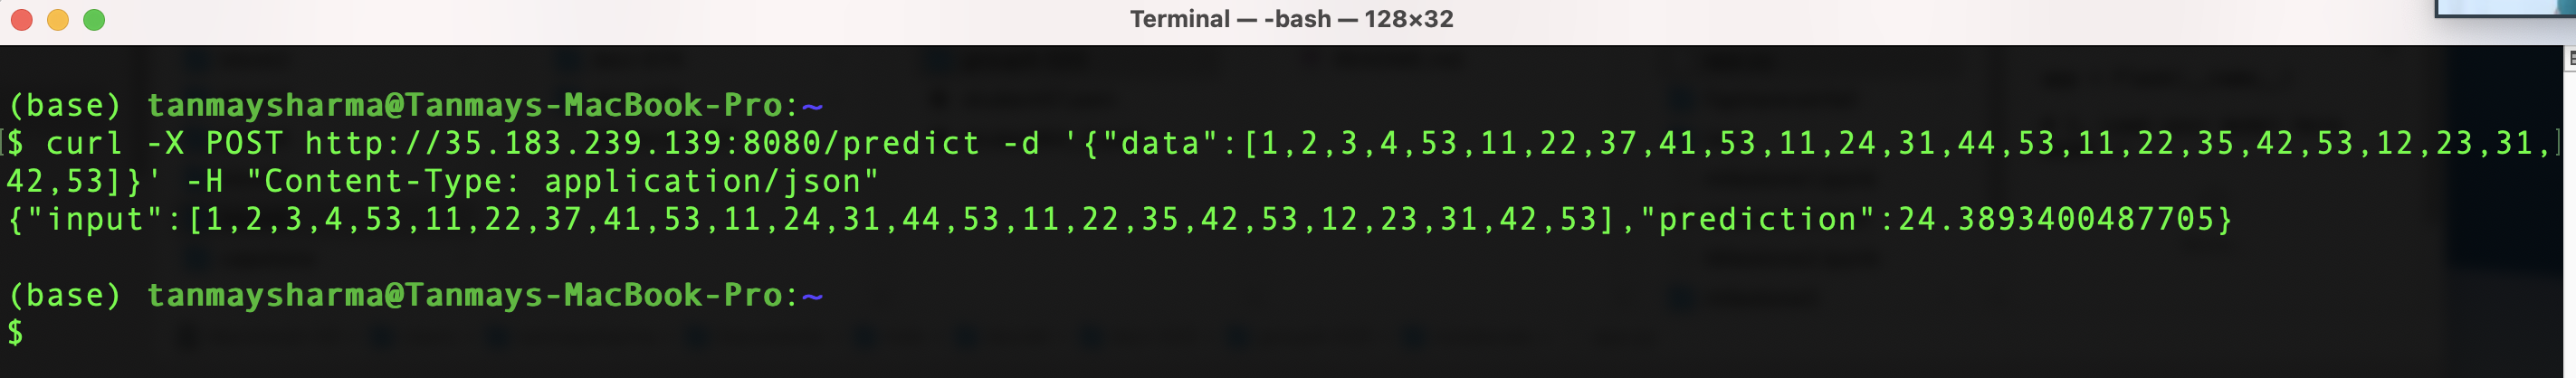 Terminal — -bash — 128×32
(base) tanmaysharma@Tanmays-MacBook-Pro:~
$ curl -X POST http://35.183.239.139:8080/predict -d '{"data":[1,2,3,4,53,11,22,37,41,53,11,24,31,44,53,11,22,35,42,53,12,23,31,
42,53]}' -H "Content-Type: application/json"
{"input":[1,2,3,4,53,11,22,37,41,53,11,24,31,44,53,11,22,35,42,53,12,23,31,42,53],"prediction":24.3893400487705}
(base) tanmaysharma@Tanmays-MacBook-Pro:~
$